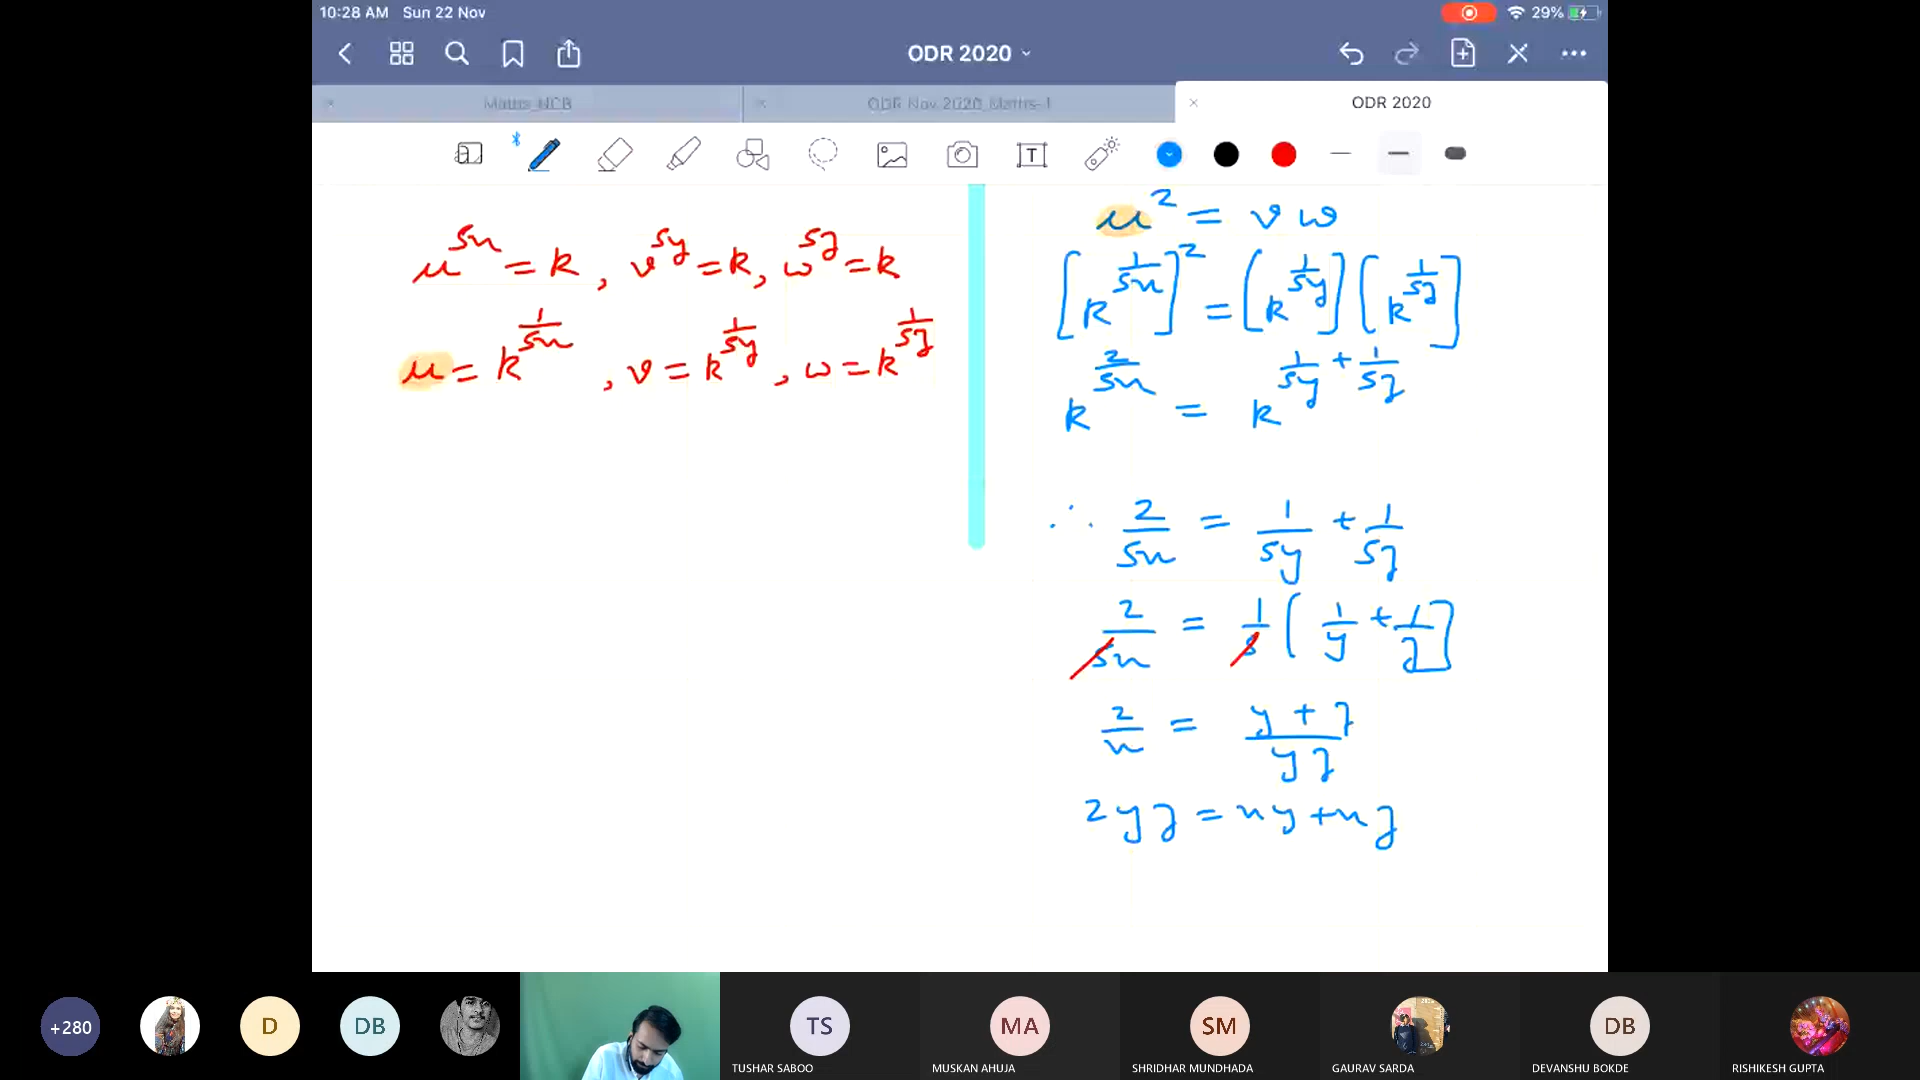 10:28 AM Sun 22 Nov 29%
ODR 2020
Maths_NCB ODR Nov 2020_Maths-1 ODR 2020
T
u^{5x} = k, v^{5y} = k, w^{5z} = k
u = k^{1/5x}, v = k^{1/5y}, w = k^{1/5z}
u^2 = v w
[k^{1/5x}]^2 = [k^{1/5y}] [k^{1/5z}]
k^{2/5x} = k^{1/5y + 1/5z}
∴ 2/5x = 1/5y + 1/5z
2/5x = 1/5 [1/y + 1/z]
2/x = y + z / yz
2yz = xy + xz
+280 D DB TS MA SM DB
TUSHAR SABOO MUSKAN AHUJA SHRIDHAR MUNDHADA GAURAV SARDA DEVANSHU BOKDE RISHIKESH GUPTA